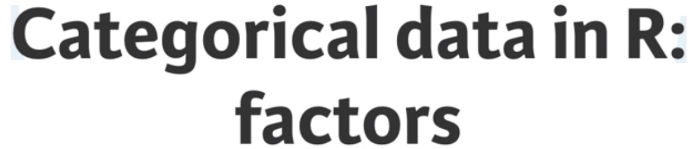 Categorical data in R:
factors